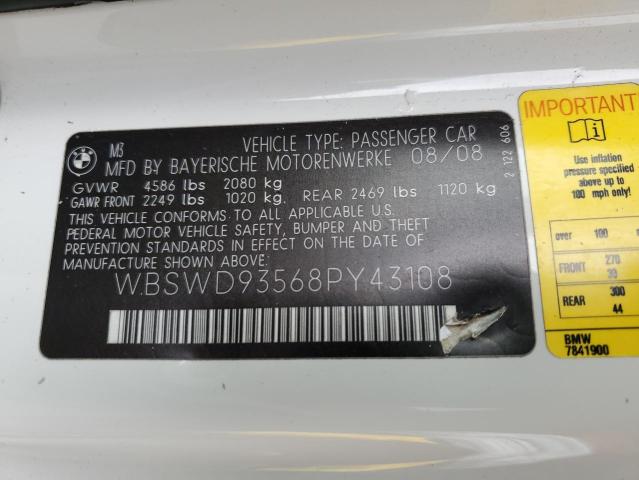 M3
VEHICLE TYPE: PASSENGER CAR
MFD BY BAYERISCHE MOTORENWERKE 08/08
GVWR 4586 lbs 2080 kg
GAWR FRONT 2249 lbs 1020 kg, REAR 2469 lbs 1120 kg
THIS VEHICLE CONFORMS TO ALL APPLICABLE U.S.
FEDERAL MOTOR VEHICLE SAFETY, BUMPER AND THEFT
PREVENTION STANDARDS IN EFFECT ON THE DATE OF
MANUFACTURE SHOWN ABOVE:
WBSWD93568PY43108
2 122 606
IMPORTANT
Use inflation
pressure specified
above up to
100 mph only!
over 100
FRONT 270
39
REAR 300
44
BMW
7841900